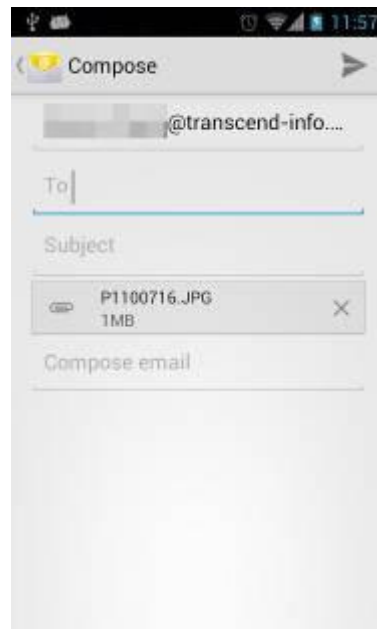 11:57
Compose
@transcend-info....
To
Subject
P1100716.JPG
1MB
Compose email